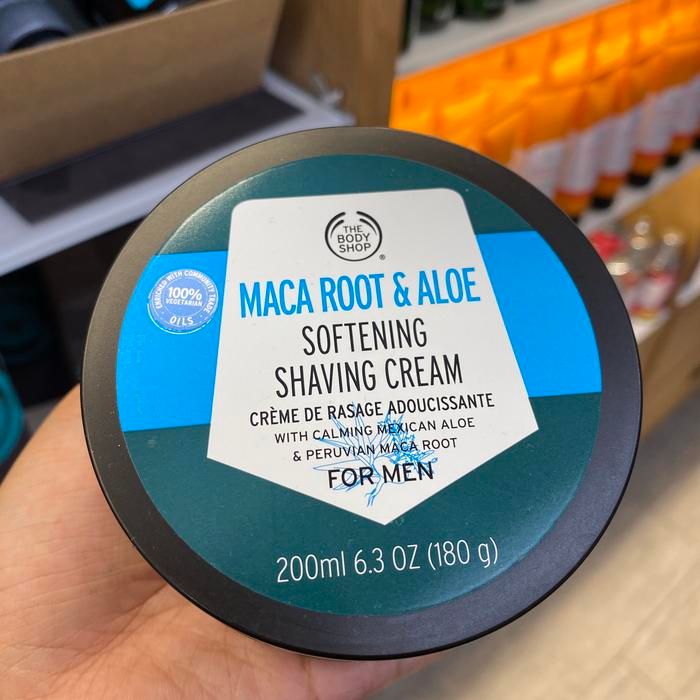 THE
BODY
SHOP
®
MACA ROOT & ALOE
SOFTENING
SHAVING CREAM
CRÈME DE RASAGE ADOUCISSANTE
WITH CALMING MEXICAN ALOE
& PERUVIAN MACA ROOT
FOR MEN
ENRICHED WITH COMMUNITY TRADE
100%
VEGETARIAN
OILS
200ml 6.3 OZ (180 g)